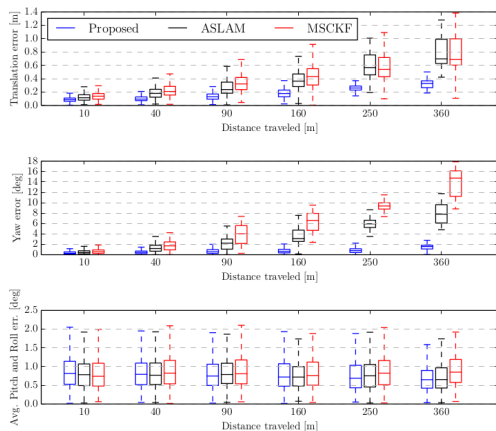 Proposed ASLAM MSCKF
Translation error [m]
1.4
1.2
1.0
0.8
0.6
0.4
0.2
0.0
10 40 90 160 250 360
Distance traveled [m]
Yaw error [deg]
18
16
14
12
10
8
6
4
2
0
10 40 90 160 250 360
Distance traveled [m]
Avg. Pitch and Roll err. [deg]
2.5
2.0
1.5
1.0
0.5
0.0
10 40 90 160 250 360
Distance traveled [m]